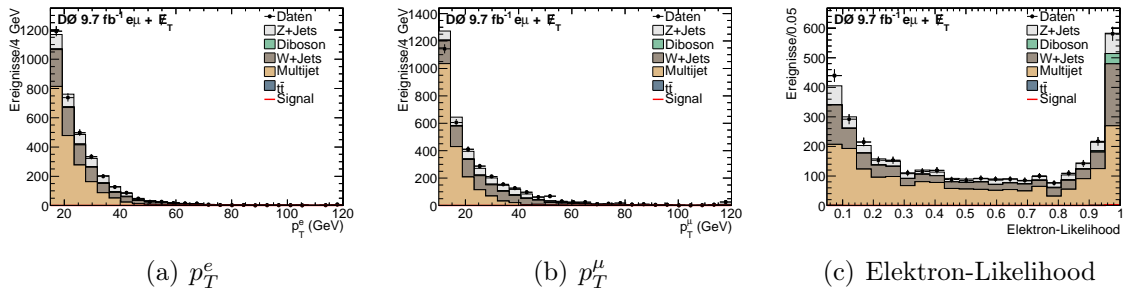 DØ 9.7 fb⁻¹ eμ + E̸_T
Daten
Z+Jets
Diboson
W+Jets
Multijet
tt̄
Signal
Ereignisse/4 GeV
1200
1000
800
600
400
200
0
20 40 60 80 100 120
p_T^e (GeV)
(a) p_T^e
DØ 9.7 fb⁻¹ eμ + E̸_T
Daten
Z+Jets
Diboson
W+Jets
Multijet
tt̄
Signal
Ereignisse/4 GeV
1400
1200
1000
800
600
400
200
0
20 40 60 80 100 120
p_T^μ (GeV)
(b) p_T^μ
DØ 9.7 fb⁻¹ eμ + E̸_T
Daten
Z+Jets
Diboson
W+Jets
Multijet
tt̄
Signal
Ereignisse/0.05
600
500
400
300
200
100
0
0.1 0.2 0.3 0.4 0.5 0.6 0.7 0.8 0.9 1
Elektron-Likelihood
(c) Elektron-Likelihood